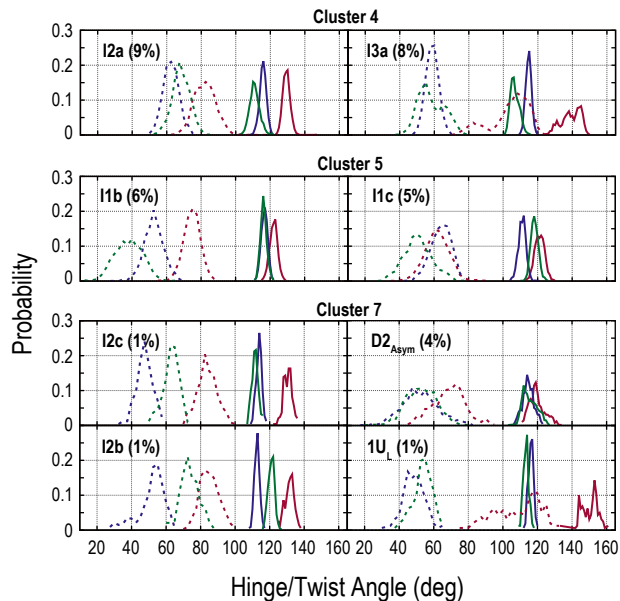 Cluster 4
0.3
I2a (9%)
I3a (8%)
0.2
0.1
0
Cluster 5
0.3
I1b (6%)
I1c (5%)
0.2
0.1
0
Cluster 7
0.3
I2c (1%)
D2Asym (4%)
0.2
0.1
0
I2b (1%)
1UL (1%)
0.2
0.1
0
20 40 60 80 100 120 140 160 20 40 60 80 100 120 140 160
Probability
Hinge/Twist Angle (deg)